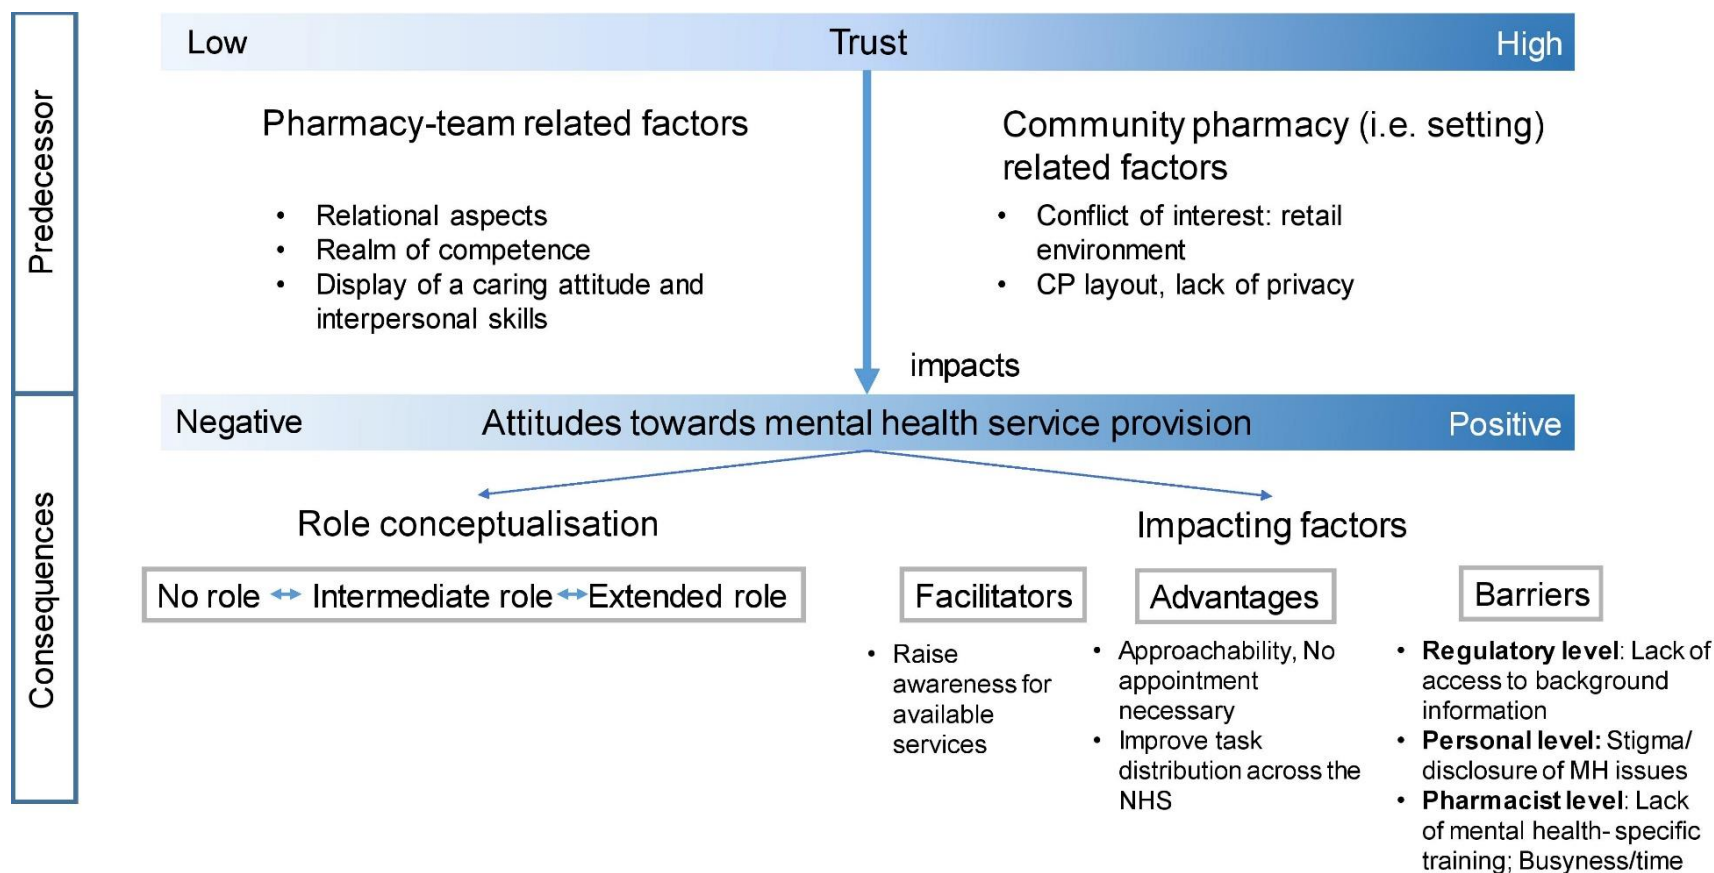 Predecessor
Low
Trust
High
Pharmacy-team related factors
• Relational aspects
• Realm of competence
• Display of a caring attitude and
interpersonal skills
Community pharmacy (i.e. setting)
related factors
• Conflict of interest: retail
environment
• CP layout, lack of privacy
impacts
Consequences
Negative
Attitudes towards mental health service provision
Positive
Role conceptualisation
No role
Intermediate role
Extended role
Impacting factors
Facilitators
• Raise
awareness for
available
services
Advantages
• Approachability, No
appointment
necessary
• Improve task
distribution across the
NHS
Barriers
• Regulatory level: Lack of
access to background
information
• Personal level: Stigma/
disclosure of MH issues
• Pharmacist level: Lack
of mental health- specific
training; Busyness/time